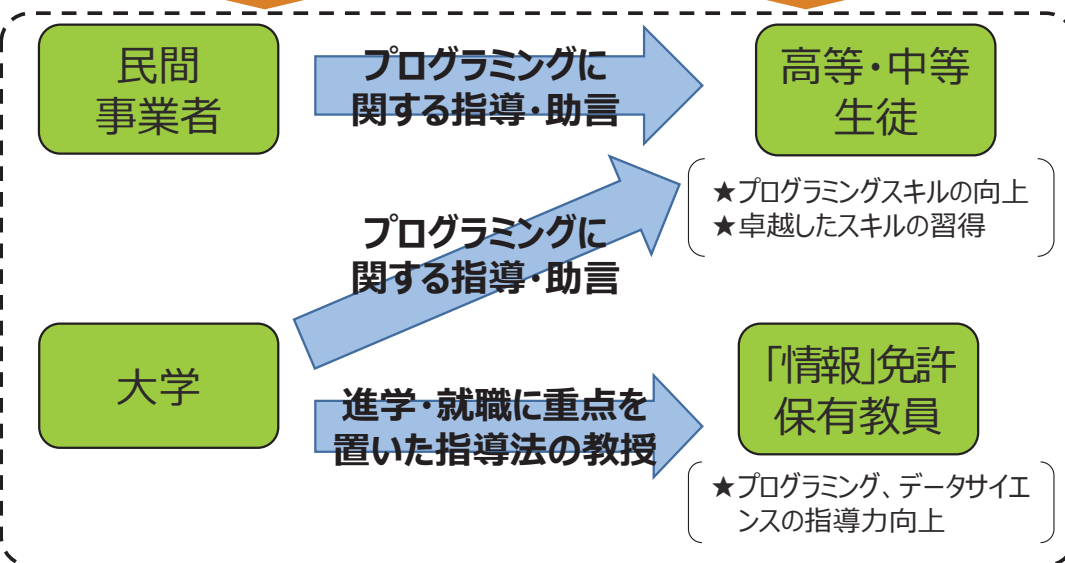 民間
事業者
プログラミングに
関する指導・助言
高等・中等
生徒
★プログラミングスキルの向上
★卓越したスキルの習得
プログラミングに
関する指導・助言
大学
進学・就職に重点を
置いた指導法の教授
「情報」免許
保有教員
★プログラミング、データサイエ
ンスの指導力向上